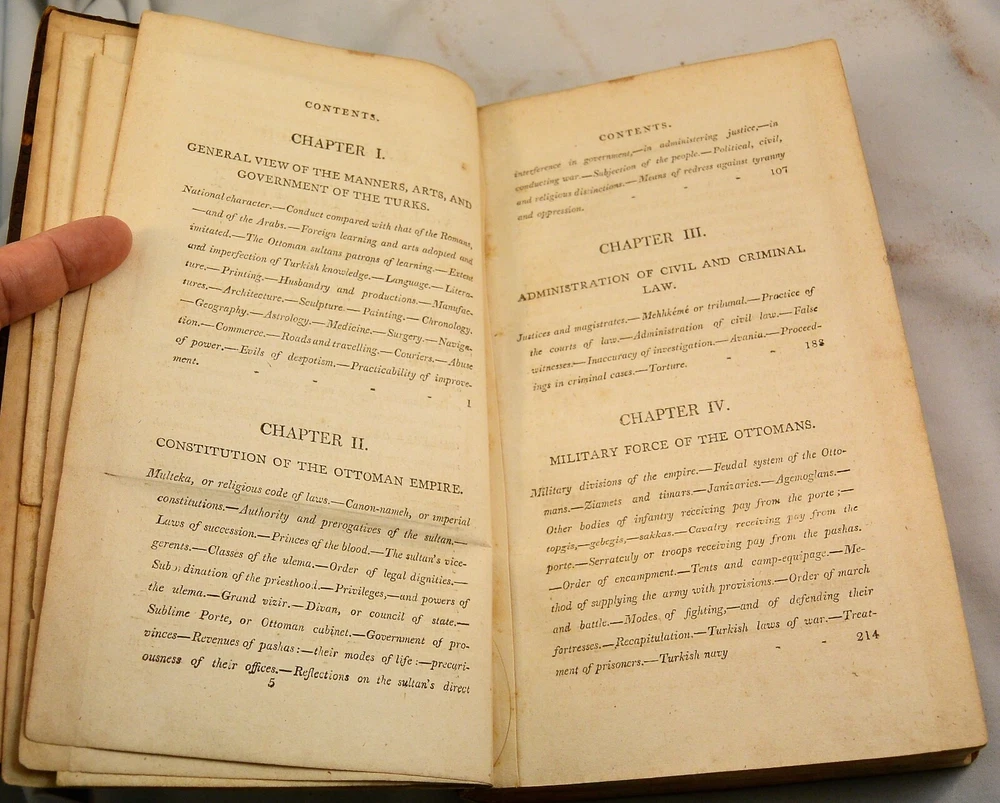 CONTENTS.
CHAPTER I.
GENERAL VIEW OF THE MANNERS, ARTS, AND
GOVERNMENT OF THE TURKS.
National character.—Conduct compared with that of the Romans,
—and of the Arabs.—Foreign learning and arts adopted and
imitated.—The Ottoman sultans patrons of learning.—Extent
and imperfection of Turkish knowledge.—Language.—Litera-
ture.—Printing.—Husbandry and productions.—Manufac-
tures.—Architecture.—Sculpture.—Painting.—Chronology.
—Geography.—Astrology.—Medicine.—Surgery.—Naviga-
tion.—Commerce.—Roads and travelling.—Couriers.—Abuse
of power.—Evils of despotism.—Practicability of improve-
ment. - - - - 1
CHAPTER II.
CONSTITUTION OF THE OTTOMAN EMPIRE.
Multeka, or religious code of laws.—Canon-nameh, or imperial
constitutions.—Authority and prerogatives of the sultan.—
Laws of succession.—Princes of the blood.—The sultan's vice-
gerents.—Classes of the ulema.—Order of legal dignities.—
Subordination of the priesthood.—Privileges,—and powers of
the ulema.—Grand vizir.—Divan, or council of state.—
Sublime Porte, or Ottoman cabinet.—Government of pro-
vinces—Revenues of pashas:—their modes of life:—precari-
ousness of their offices.—Reflections on the sultan's direct
5
CONTENTS.
interference in government,—in administering justice,—in
conducting war.—Subjection of the people.—Political, civil,
and religious distinctions.—Means of redress against tyranny
and oppression. - - - 107
CHAPTER III.
ADMINISTRATION OF CIVIL AND CRIMINAL
LAW.
Justices and magistrates.—Mehhkémé or tribunal.—Practice of
the courts of law.—Administration of civil law.—False
witnesses.—Inaccuracy of investigation.—Avania.—Proceed-
ings in criminal cases.—Torture. - - 188
CHAPTER IV.
MILITARY FORCE OF THE OTTOMANS.
Military divisions of the empire.—Feudal system of the Otto-
mans.—Ziamets and timars.—Janizaries.—Agemoglans.—
Other bodies of infantry receiving pay from the porte;—
topgis,—gebegis,—sakkas.—Cavalry receiving pay from the
porte.—Serratculy or troops receiving pay from the pashas.
—Order of encampment.—Tents and camp-equipage.—Me-
thod of supplying the army with provisions.—Order of march
and battle.—Modes of fighting,—and of defending their
fortresses.—Recapitulation.—Turkish laws of war.—Treat-
ment of prisoners.—Turkish navy - - 214